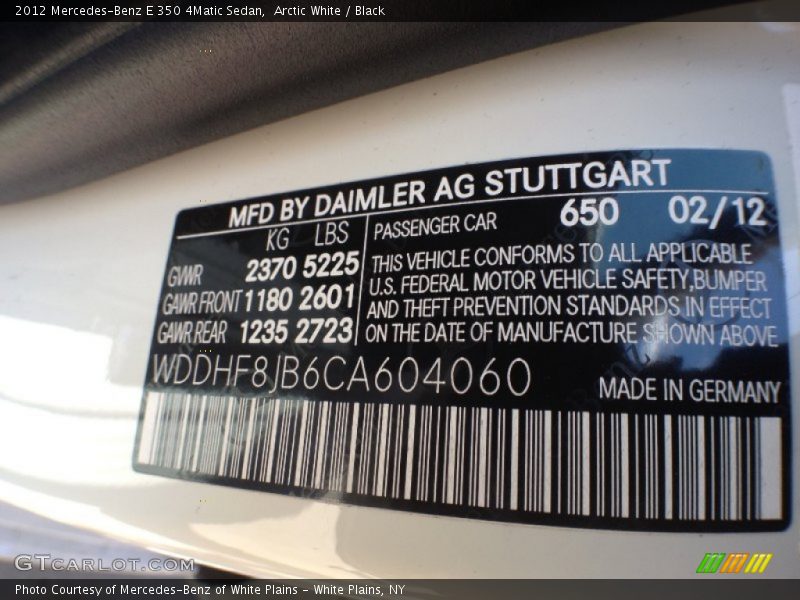 2012 Mercedes-Benz E 350 4Matic Sedan,  Arctic White / Black
MFD BY DAIMLER AG STUTTGART
KG LBS
GVWR 2370 5225
GAWR FRONT 1180 2601
GAWR REAR 1235 2723
PASSENGER CAR 650 02/12
THIS VEHICLE CONFORMS TO ALL APPLICABLE
U.S. FEDERAL MOTOR VEHICLE SAFETY, BUMPER
AND THEFT PREVENTION STANDARDS IN EFFECT
ON THE DATE OF MANUFACTURE SHOWN ABOVE
WDDHF8JB6CA604060
MADE IN GERMANY
GTCARLOT.COM
Photo Courtesy of Mercedes-Benz of White Plains - White Plains, NY